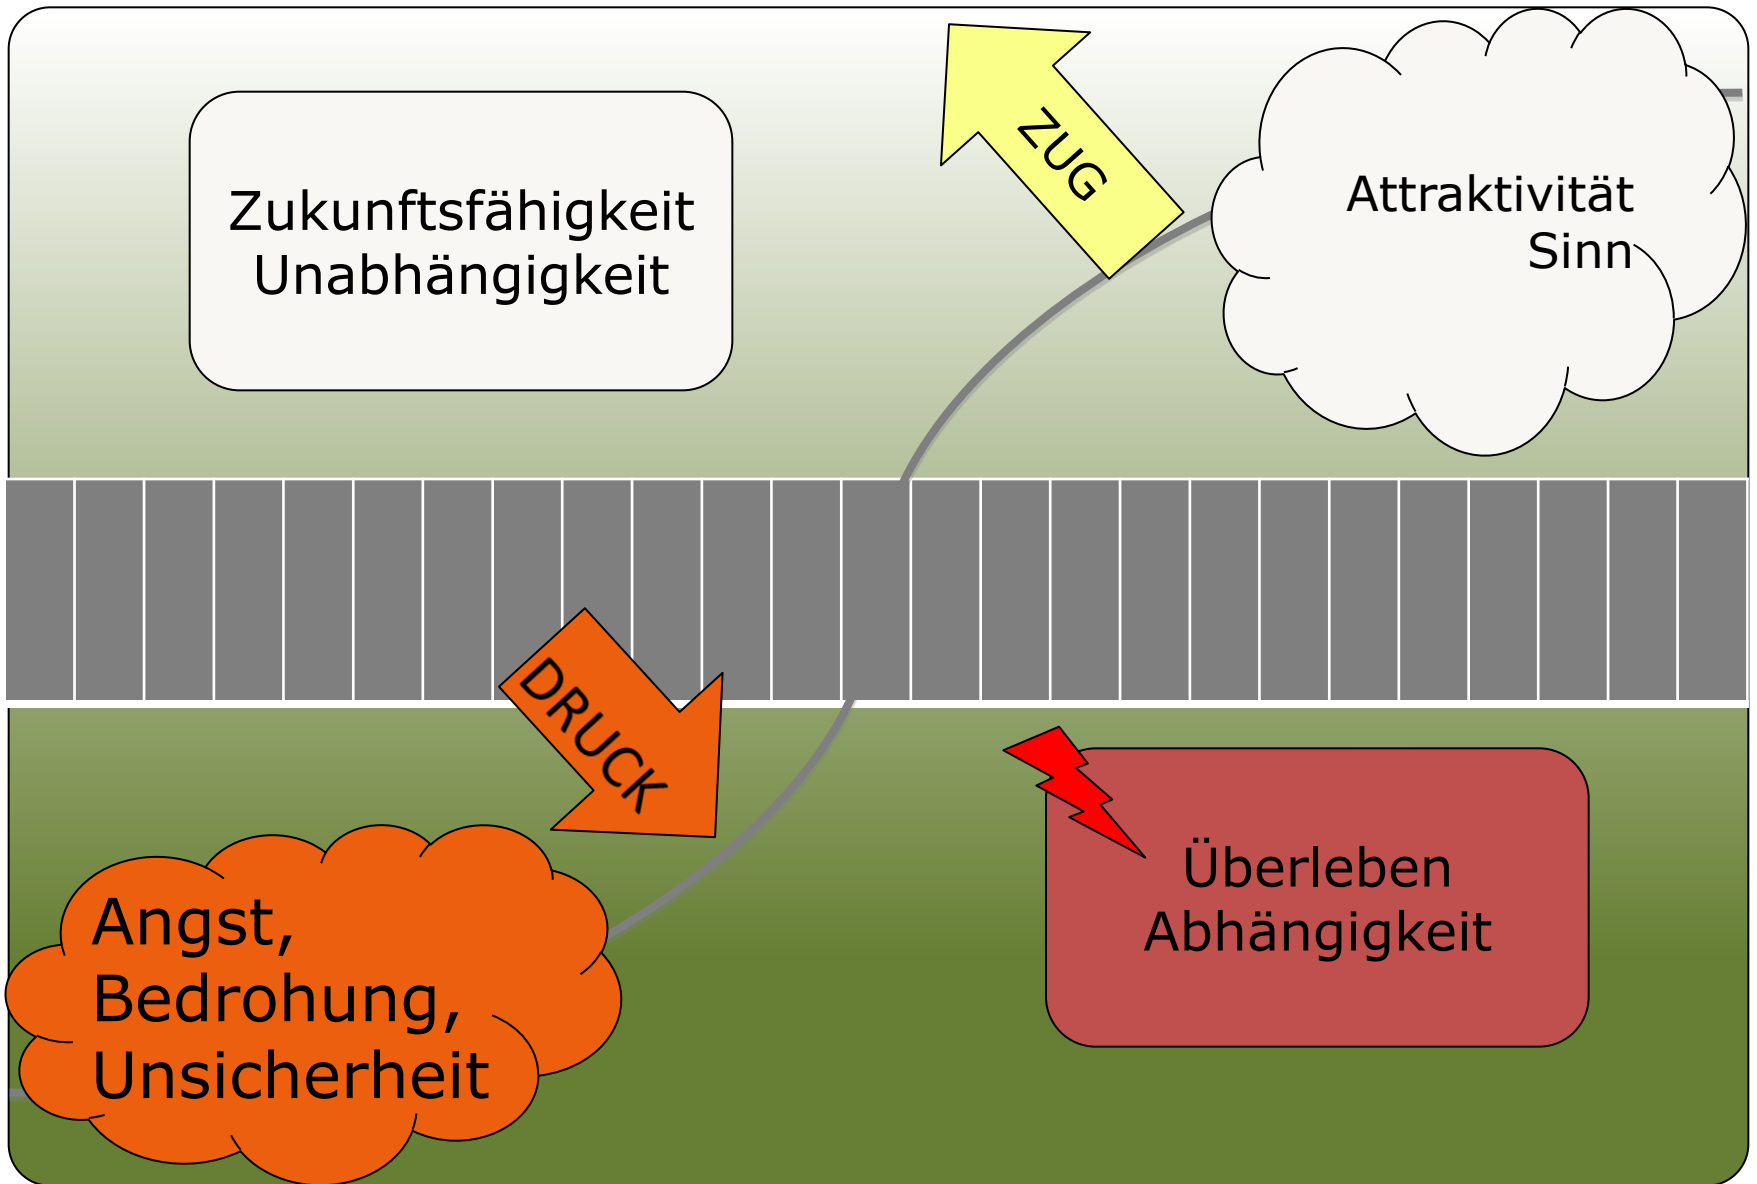 ZUG
Zukunftsfähigkeit
Unabhängigkeit
Attraktivität
Sinn
DRUCK
Überleben
Abhängigkeit
Angst,
Bedrohung,
Unsicherheit